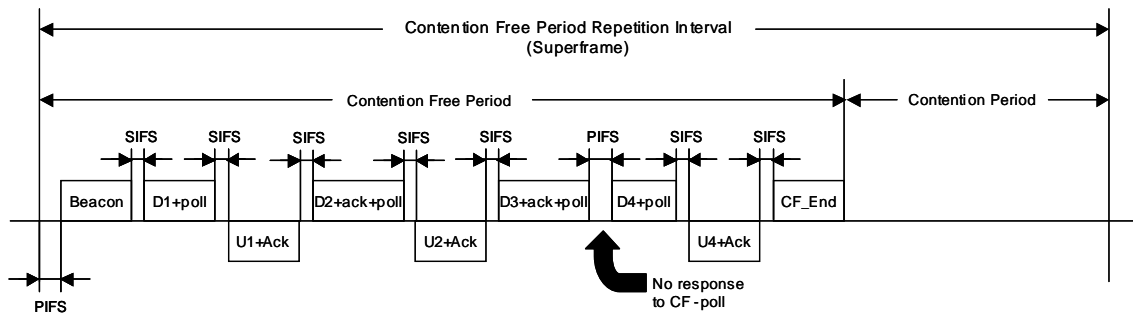 Contention Free Period Repetition Interval
(Superframe)
Contention Free Period
Contention Period
SIFS SIFS SIFS SIFS SIFS PIFS SIFS SIFS
Beacon D1+poll D2+ack+poll D3+ack+poll D4+poll CF_End
U1+Ack U2+Ack U4+Ack
PIFS
No response
to CF-poll